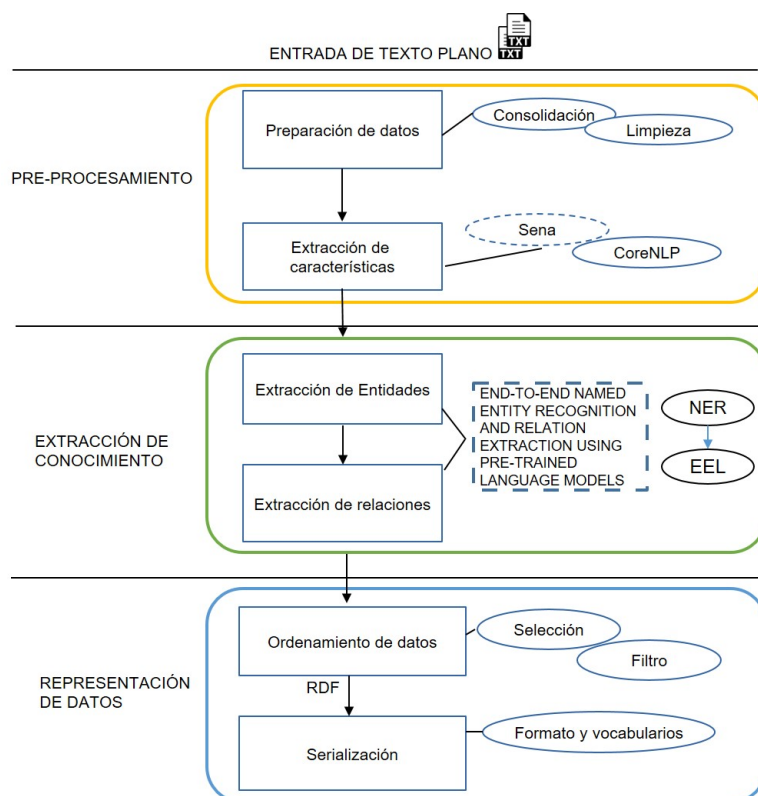 ENTRADA DE TEXTO PLANO
TXT
TXT
PRE-PROCESAMIENTO
Preparación de datos
Consolidación
Limpieza
Extracción de
característicias
Sena
CoreNLP
EXTRACCIÓN DE
CONOCIMIENTO
Extracción de Entidades
Extracción de relaciones
END-TO-END NAMED
ENTITY RECOGNITION
AND RELATION
EXTRACTION USING
PRE-TRAINED
LANGUAGE MODELS
NER
EEL
REPRESENTACIÓN
DE DATOS
Ordenamiento de datos
Selección
Filtro
RDF
Serialización
Formato y vocabularios